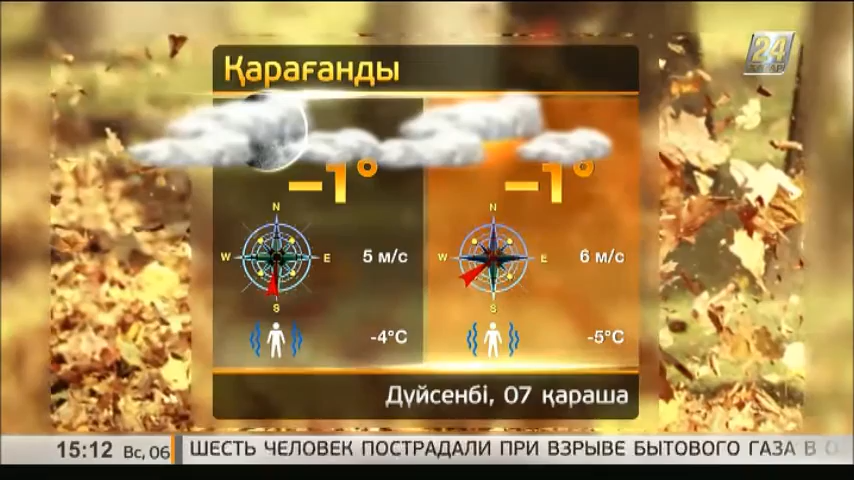 24
Қарағанды
−1°
−1°
N
N
W
E
5 м/с
W
E
6 м/с
S
S
-4°C
-5°C
Дүйсенбі, 07 қараша
15:12 Вс, 06
ШЕСТЬ ЧЕЛОВЕК ПОСТРАДАЛИ ПРИ ВЗРЫВЕ БЫТОВОГО ГАЗА В